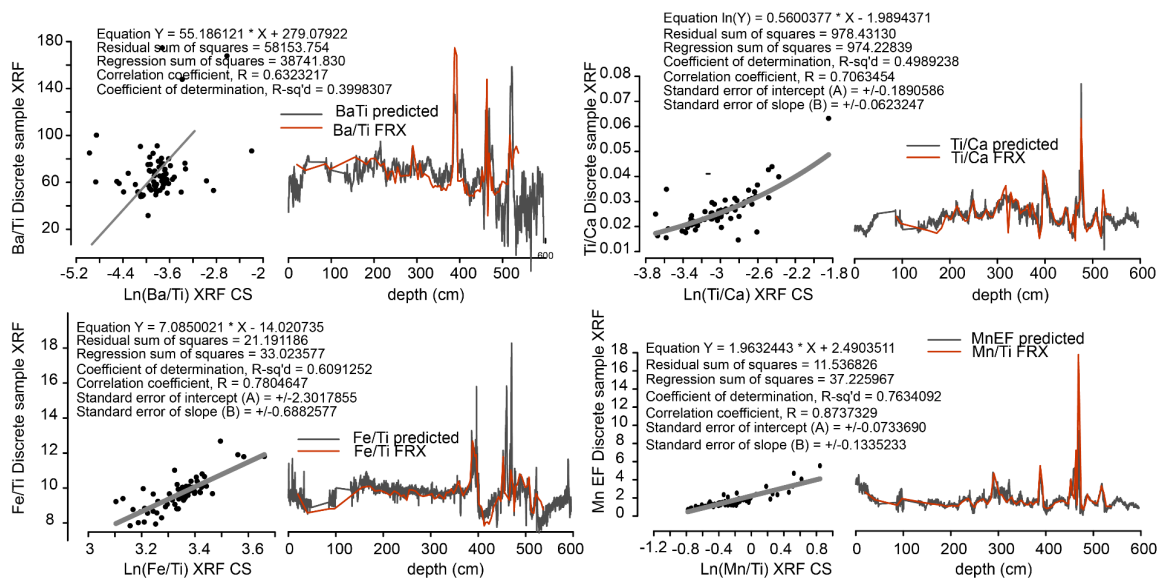 Equation Y = 55.186121 * X + 279.07922
Residual sum of squares = 58153.754
Regression sum of squares = 38741.830
Correlation coefficient, R = 0.6323217
Coefficient of determination, R-sq'd = 0.3998307
BaTi predicted
Ba/Ti FRX
Ba/Ti Discrete sample XRF
180
140
100
60
20
-5.2 -4.4 -3.6 -2.8 -2
Ln(Ba/Ti) XRF CS
0 100 200 300 400 500 600
depth (cm)
Equation ln(Y) = 0.5600377 * X - 1.9894371
Residual sum of squares = 978.43130
Regression sum of squares = 974.22839
Coefficient of determination, R-sq'd = 0.4989238
Correlation coefficient, R = 0.7063454
Standard error of intercept (A) = +/-0.1890586
Standard error of slope (B) = +/-0.0623247
Ti/Ca predicted
Ti/Ca FRX
Ti/Ca Discrete sample XRF
0.08
0.06
0.05
0.04
0.03
0.02
0.01
-3.8 -3.4 -3 -2.6 -2.2 -1.8
Ln(Ti/Ca) XRF CS
0 100 200 300 400 500 600
depth (cm)
Equation Y = 7.0850021 * X - 14.020735
Residual sum of squares = 21.191186
Regression sum of squares = 33.023577
Coefficient of determination, R-sq'd = 0.6091252
Correlation coefficient, R = 0.7804647
Standard error of intercept (A) = +/-2.3017855
Standard error of slope (B) = +/-0.6882577
Fe/Ti predicted
Fe/Ti FRX
Fe/Ti Discrete sample XRF
18
16
14
12
10
8
3 3.2 3.4 3.6
Ln(Fe/Ti) XRF CS
0 100 200 300 400 500 600
depth (cm)
MnEF predicted
Mn/Ti FRX
Equation Y = 1.9632443 * X + 2.4903511
Residual sum of squares = 11.536826
Regression sum of squares = 37.225967
Coefficient of determination, R-sq'd = 0.7634092
Correlation coefficient, R = 0.8737329
Standard error of intercept (A) = +/-0.0733690
Standard error of slope (B) = +/-0.1335233
Mn EF Discrete sample XRF
18
16
14
12
10
8
6
4
2
0
-1.2 -0.8 -0.4 0 0.4 0.8
Ln(Mn/Ti) XRF CS
0 100 200 300 400 500 600
depth (cm)